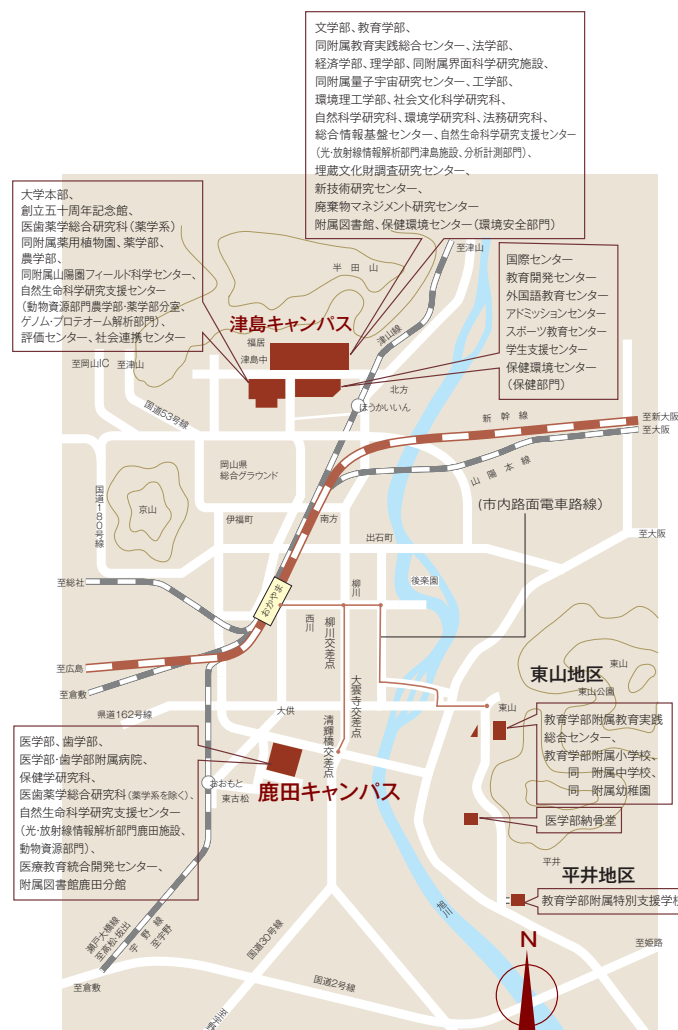 文学部、教育学部、
同附属教育実践総合センター、法学部、
経済学部、理学部、同附属界面科学研究施設、
同附属量子宇宙研究センター、工学部、
環境理工学部、社会文化科学研究科、
自然科学研究科、環境学研究科、法務研究科、
総合情報基盤センター、自然生命科学研究支援センター
(光・放射線情報解析部門津島施設、分析計測部門)、
埋蔵文化財調査研究センター、
新技術研究センター、
廃棄物マネジメント研究センター
附属図書館、保健環境センター(環境安全部門)
大学本部、
創立五十周年記念館、
医歯薬学総合研究科(薬学系)
同附属薬用植物園、薬学部、
農学部、
同附属山陽圏フィールド科学センター、
自然生命科学研究支援センター
(動物資源部門農学部・薬学部分室、
ゲノム・プロテオーム解析部門)、
評価センター、社会連携センター
国際センター
教育開発センター
外国語教育センター
アドミッションセンター
スポーツ教育センター
学生支援センター
保健環境センター
(保健部門)
至津山
半田山
津島キャンパス
津山線
福居
津島中
至岡山IC
至津山
北方
ほうかいいん
国道53号線
新幹線
至新大阪
至大阪
山陽本線
岡山県
総合グラウンド
国道180号線
京山
(市内路面電車路線)
伊福町
南方
出石町
至大阪
至総社
おかやま
柳川
後楽園
西川
柳川交差点
東山地区
東山
東山公園
至広島
至倉敷
大雲寺交差点
県道162号線
大供
清輝橋交差点
東山
教育学部附属教育実践
総合センター、
教育学部附属小学校、
同 附属中学校、
同 附属幼稚園
医学部、歯学部、
医学部・歯学部附属病院、
保健学研究科、
医歯薬学総合研究科(薬学系を除く)、
自然生命科学研究支援センター
(光・放射線情報解析部門鹿田施設、
動物資源部門)、
医療教育統合開発センター、
附属図書館鹿田分館
おおもと
東古松
鹿田キャンパス
医学部納骨堂
平井
平井地区
教育学部附属特別支援学校
旭川
瀬戸大橋線
至高松・坂出
宇野線
至宇野
国道30号線
N
至姫路
至倉敷
国道2号線